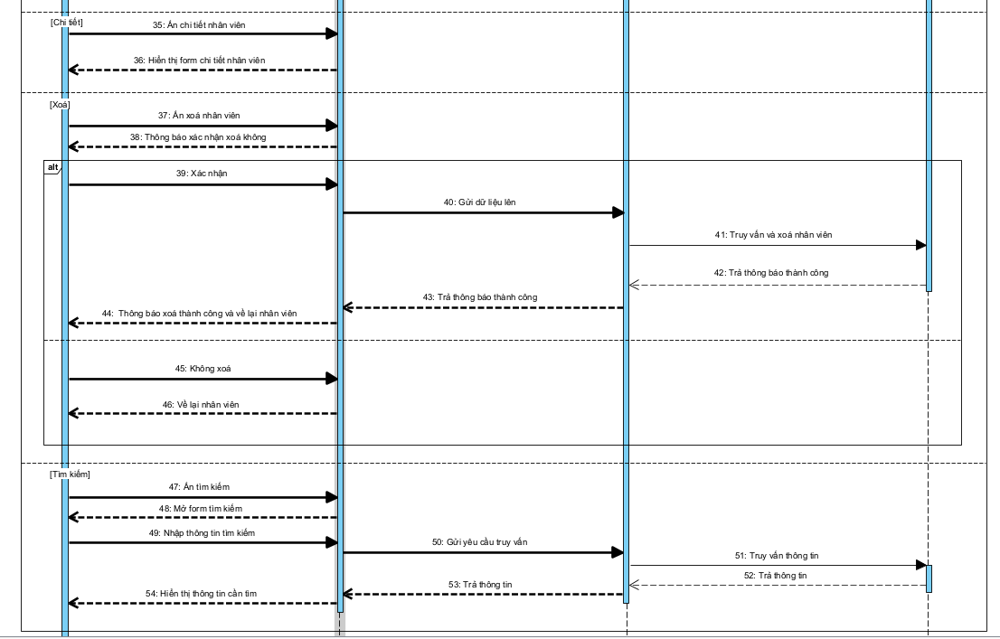 [Chi tiết]
35: Ấn chi tiết nhân viên
36: Hiển thị form chi tiết nhân viên
[Xoá]
37: Ấn xoá nhân viên
38: Thông báo xác nhận xoá không
alt
39: Xác nhận
40: Gửi dữ liệu lên
41: Truy vấn và xoá nhân viên
42: Trả thông báo thành công
43: Trả thông báo thành công
44: Thông báo xoá thành công và về lại nhân viên
45: Không xoá
46: Về lại nhân viên
[Tìm kiếm]
47: Ấn tìm kiếm
48: Mở form tìm kiếm
49: Nhập thông tin tìm kiếm
50: Gửi yêu cầu truy vấn
51: Truy vấn thông tin
52: Trả thông tin
53: Trả thông tin
54: Hiển thị thông tin cần tìm